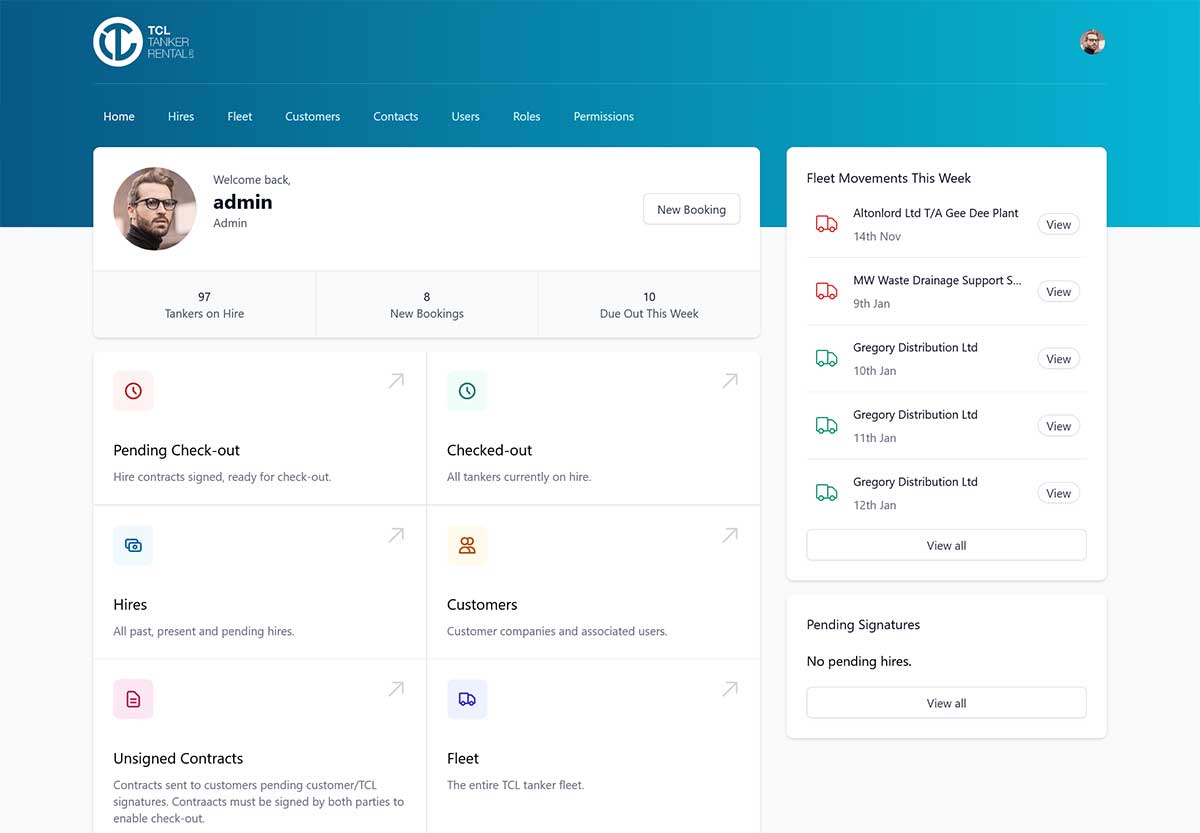 TCL
TANKER
RENTAL
Home Hires Fleet Customers Contacts Users Roles Permissions
Welcome back,
admin
Admin
New Booking
97
Tankers on Hire
8
New Bookings
10
Due Out This Week
Pending Check-out
Hire contracts signed, ready for check-out.
Checked-out
All tankers currently on hire.
Hires
All past, present and pending hires.
Customers
Customer companies and associated users.
Unsigned Contracts
Contracts sent to customers pending customer/TCL
signatures. Contraacts must be signed by both parties to
enable check-out.
Fleet
The entire TCL tanker fleet.
Fleet Movements This Week
Altonlord Ltd T/A Gee Dee Plant
14th Nov
View
MW Waste Drainage Support S...
9th Jan
View
Gregory Distribution Ltd
10th Jan
View
Gregory Distribution Ltd
11th Jan
View
Gregory Distribution Ltd
12th Jan
View
View all
Pending Signatures
No pending hires.
View all